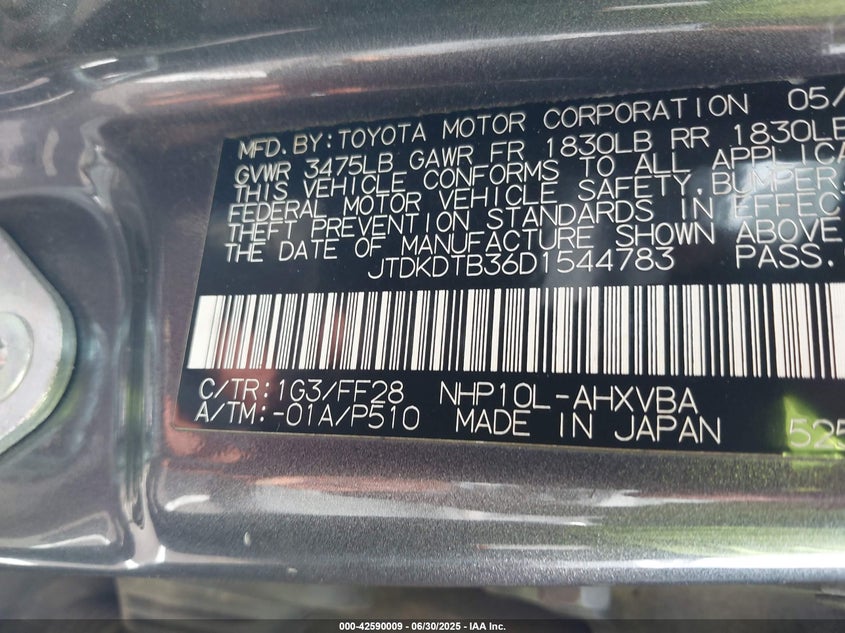 MFD.BY:TOYOTA MOTOR CORPORATION 05/
GVWR 3475LB GAWR FR 1830LB RR 1830LB
THIS VEHICLE CONFORMS TO ALL APPLICA
FEDERAL MOTOR VEHICLE SAFETY,BUMPER,
THEFT PREVENTION STANDARDS IN EFFEC
THE DATE OF MANUFACTURE SHOWN ABOVE
JTDKDTB36D1544783 PASS.
C/TR:1G3/FF28 NHP10L-AHXVBA
A/TM:-01A/P510 MADE IN JAPAN 525
000-42590009 - 06/30/2025 - IAA Inc.